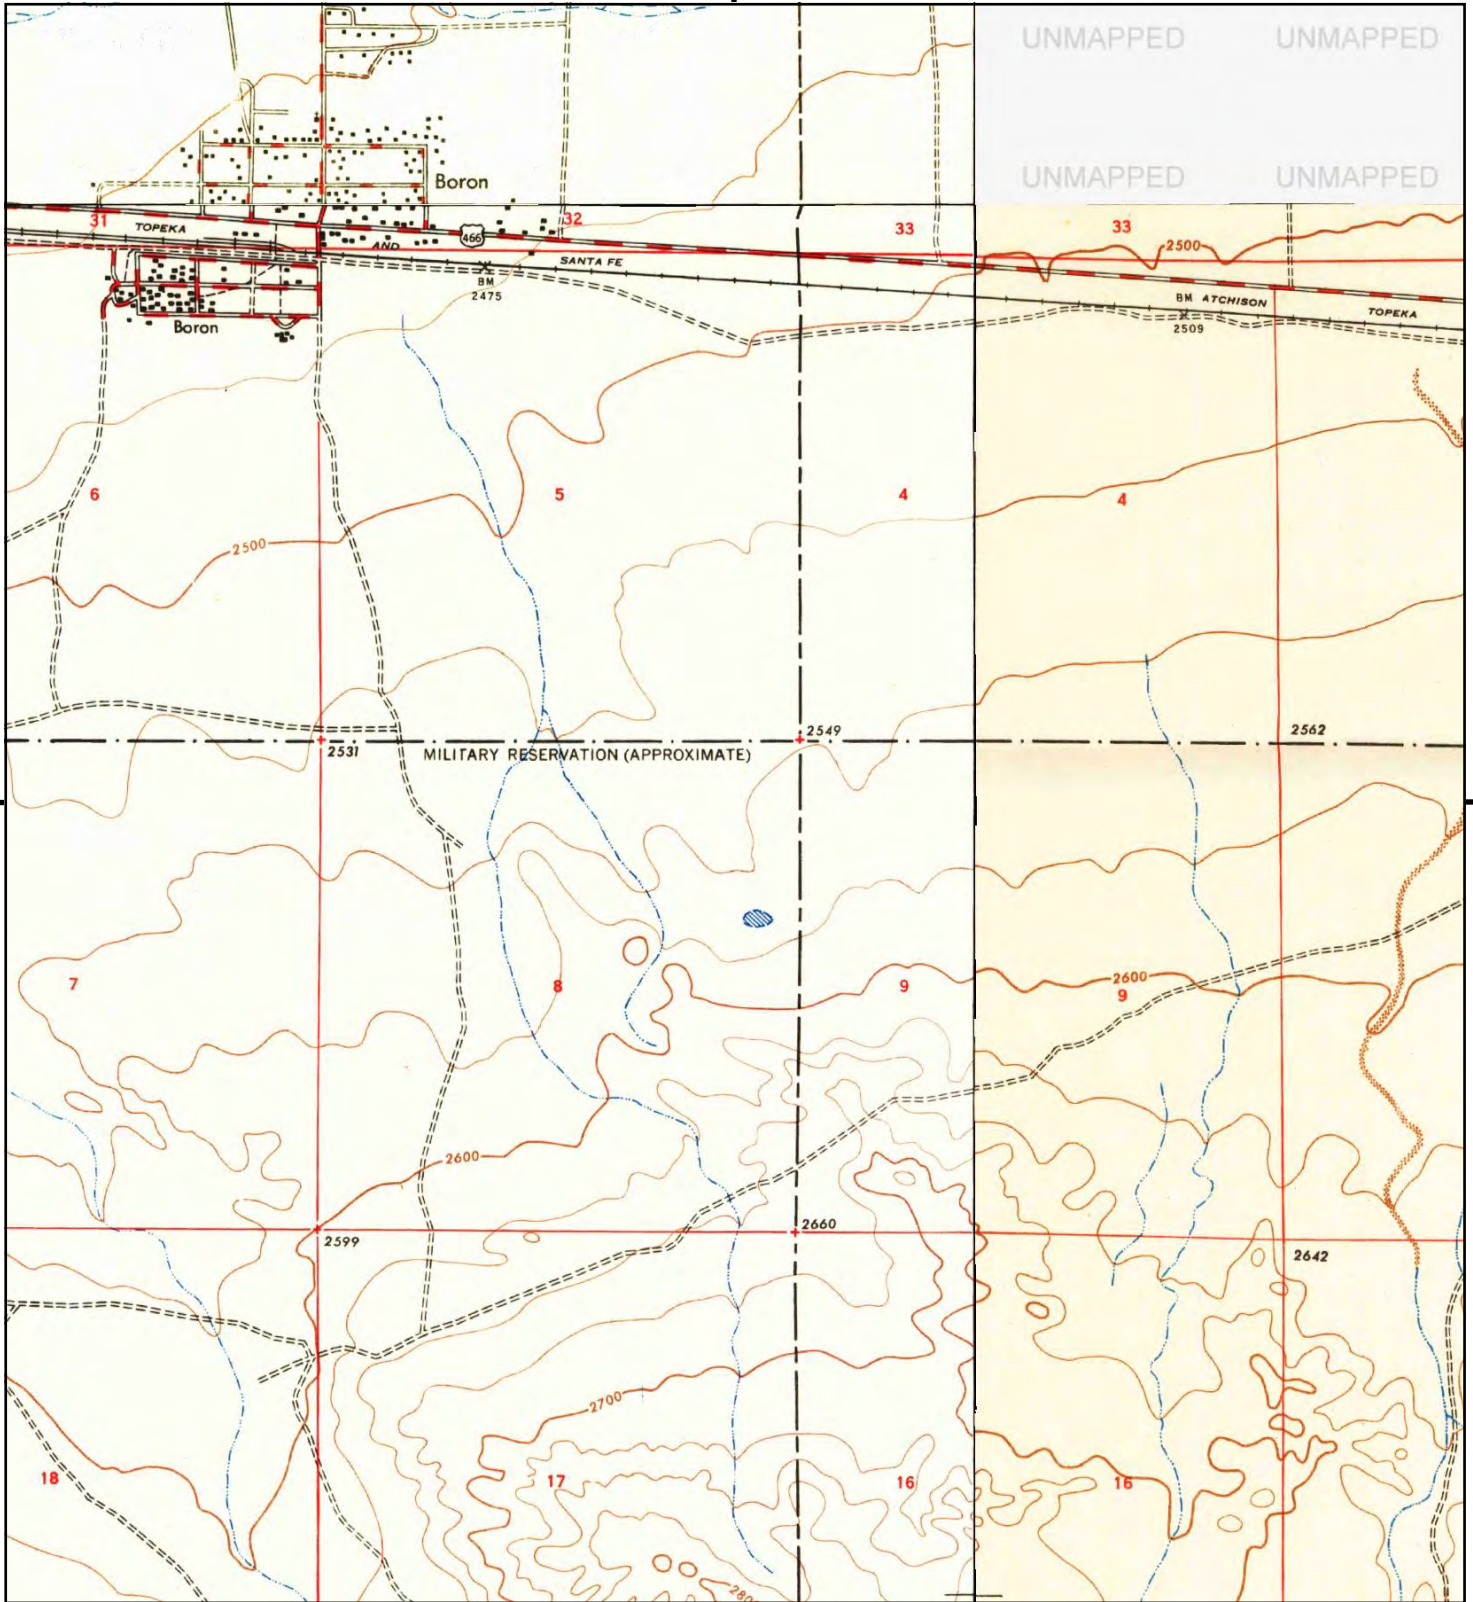 UNMAPPED UNMAPPED
UNMAPPED UNMAPPED
Boron
31 32 33 33
TOPEKA AND SANTA FE
466
2500
BM
2475
BM ATCHISON TOPEKA
2509
Boron
6 5 4 4
2500
2531
MILITARY RESERVATION (APPROXIMATE)
2549
2562
2600
7 8 9 9
2600
2599
2660
2642
2700
18 17 16 16
280